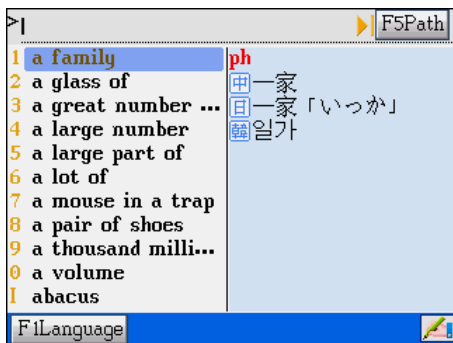 >
F5Path
1 a family
2 a glass of
3 a great number ...
4 a large number
5 a large part of
6 a lot of
7 a mouse in a trap
8 a pair of shoes
9 a thousand milli...
0 a volume
I abacus
ph
中 一家
日 一家「いっか」
韓 일가
F1Language